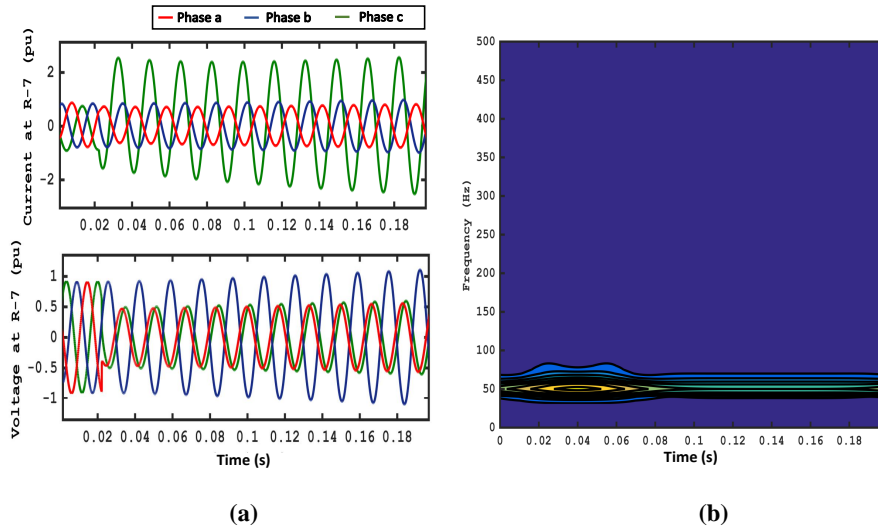 Phase a Phase b Phase c
Current at R-7 (pu)
2
0
−2
0.02 0.04 0.06 0.08 0.1 0.12 0.14 0.16 0.18
Voltage at R-7 (pu)
1
0.5
0
−0.5
−1
0.02 0.04 0.06 0.08 0.1 0.12 0.14 0.16 0.18
Time (s)
(a)
Frequency (Hz)
500
450
400
350
300
250
200
150
100
50
0
0 0.02 0.04 0.06 0.08 0.1 0.12 0.14 0.16 0.18
Time (s)
(b)